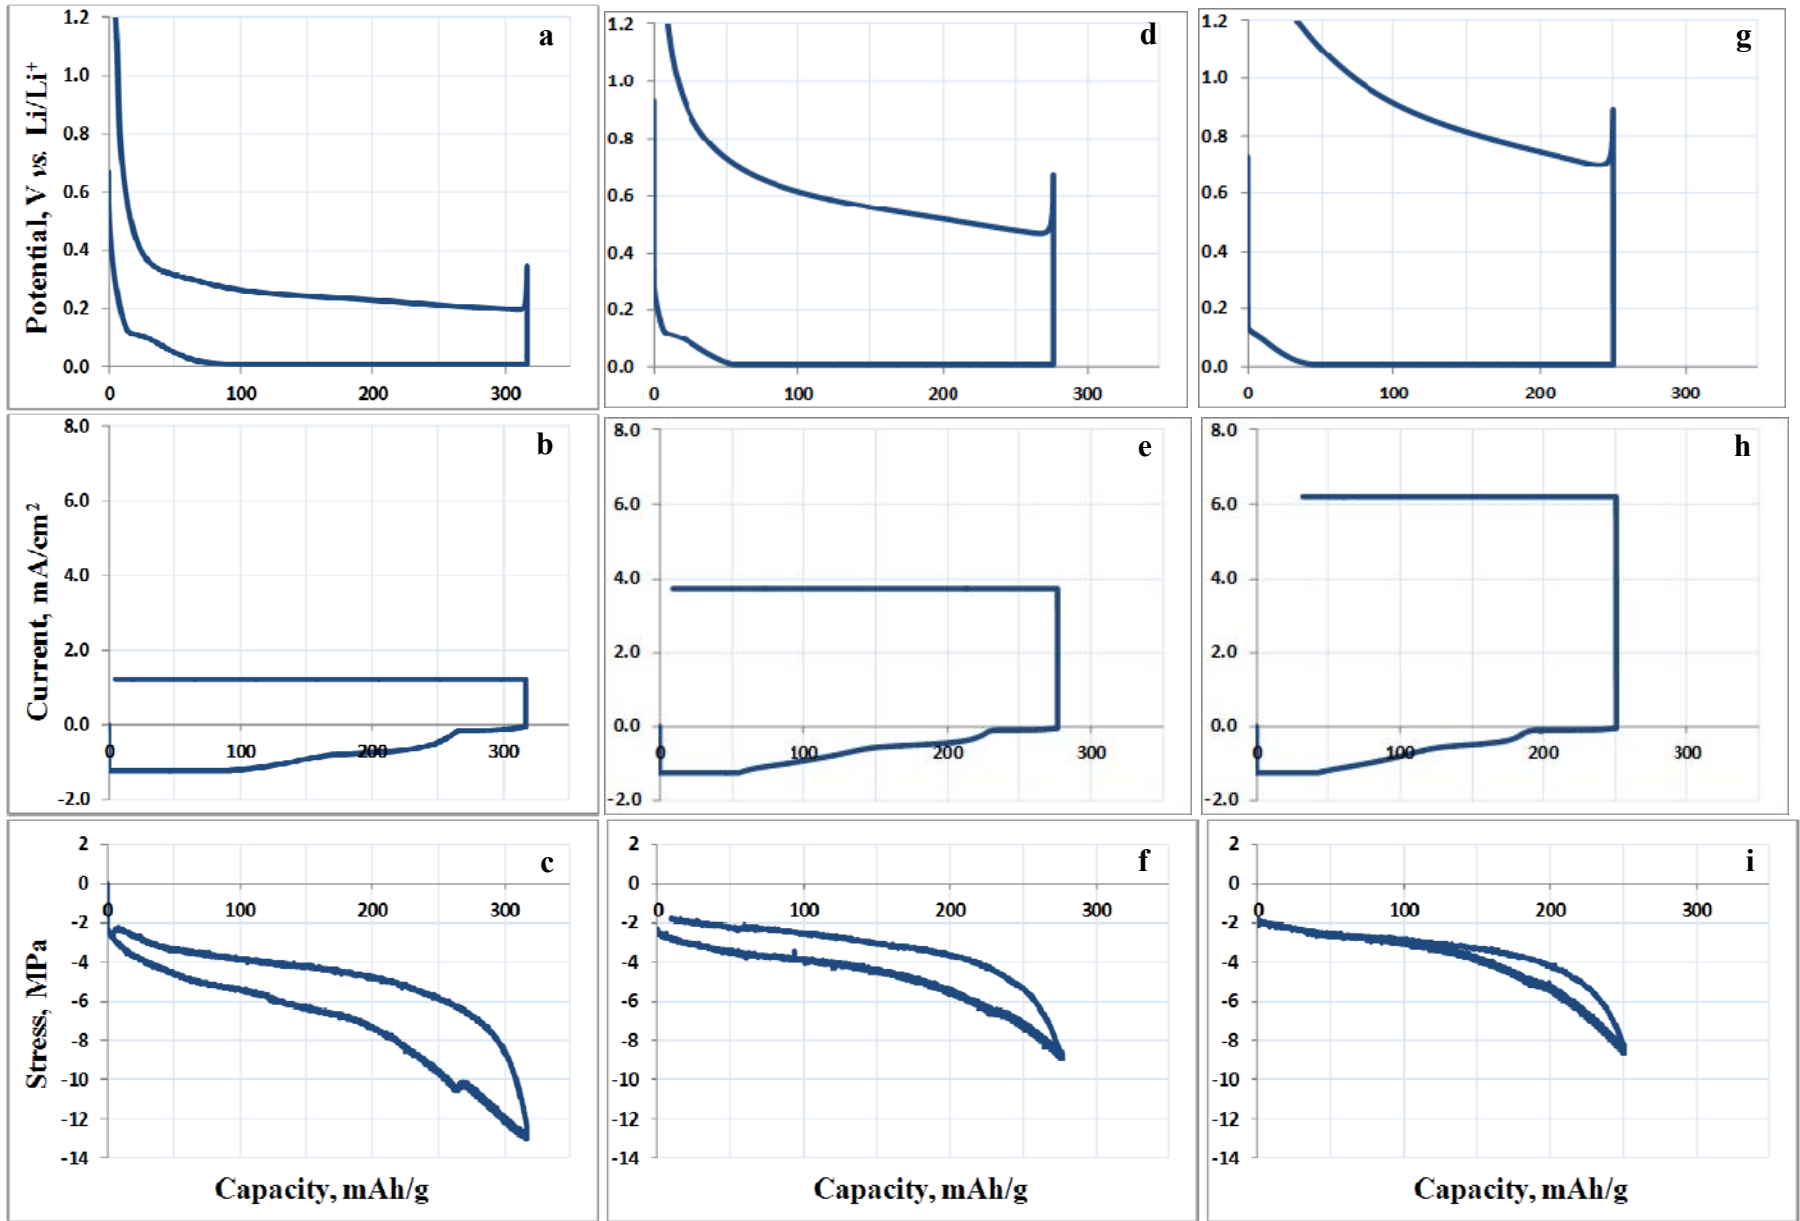 a
1.2
1.0
0.8
0.6
0.4
0.2
0.0
0 100 200 300
Potential, V vs. Li/Li⁺
d
1.2
1.0
0.8
0.6
0.4
0.2
0.0
0 100 200 300
g
1.2
1.0
0.8
0.6
0.4
0.2
0.0
0 100 200 300
b
8.0
6.0
4.0
2.0
0.0
-2.0
0 100 200 300
Current, mA/cm²
e
8.0
6.0
4.0
2.0
0.0
-2.0
0 100 200 300
h
8.0
6.0
4.0
2.0
0.0
-2.0
0 100 200 300
c
2
0
-2
-4
-6
-8
-10
-12
-14
0 100 200 300
Stress, MPa
Capacity, mAh/g
f
2
0
-2
-4
-6
-8
-10
-12
-14
0 100 200 300
Capacity, mAh/g
i
2
0
-2
-4
-6
-8
-10
-12
-14
0 100 200 300
Capacity, mAh/g